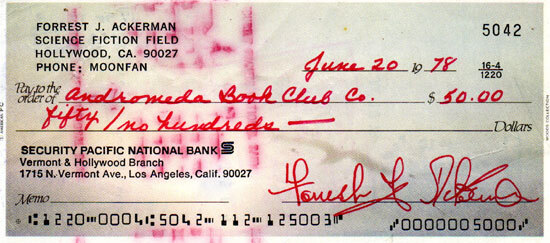 FORREST J. ACKERMAN 5042
SCIENCE FICTION FIELD
HOLLYWOOD, CA. 90027
PHONE: MOONFAN
June 20 1978 16-4
1220
Pay to the
order of Andromeda Book Club Co. $ 50.00
fifty/no hundreds Dollars
SECURITY PACIFIC NATIONAL BANK
Vermont & Hollywood Branch
1715 N. Vermont Ave., Los Angeles, Calif. 90027
Memo Forrest J Ackerman
⑆1220⑉0004⑆5042⑈112⑉125003⑈ ⑈0000005000⑈